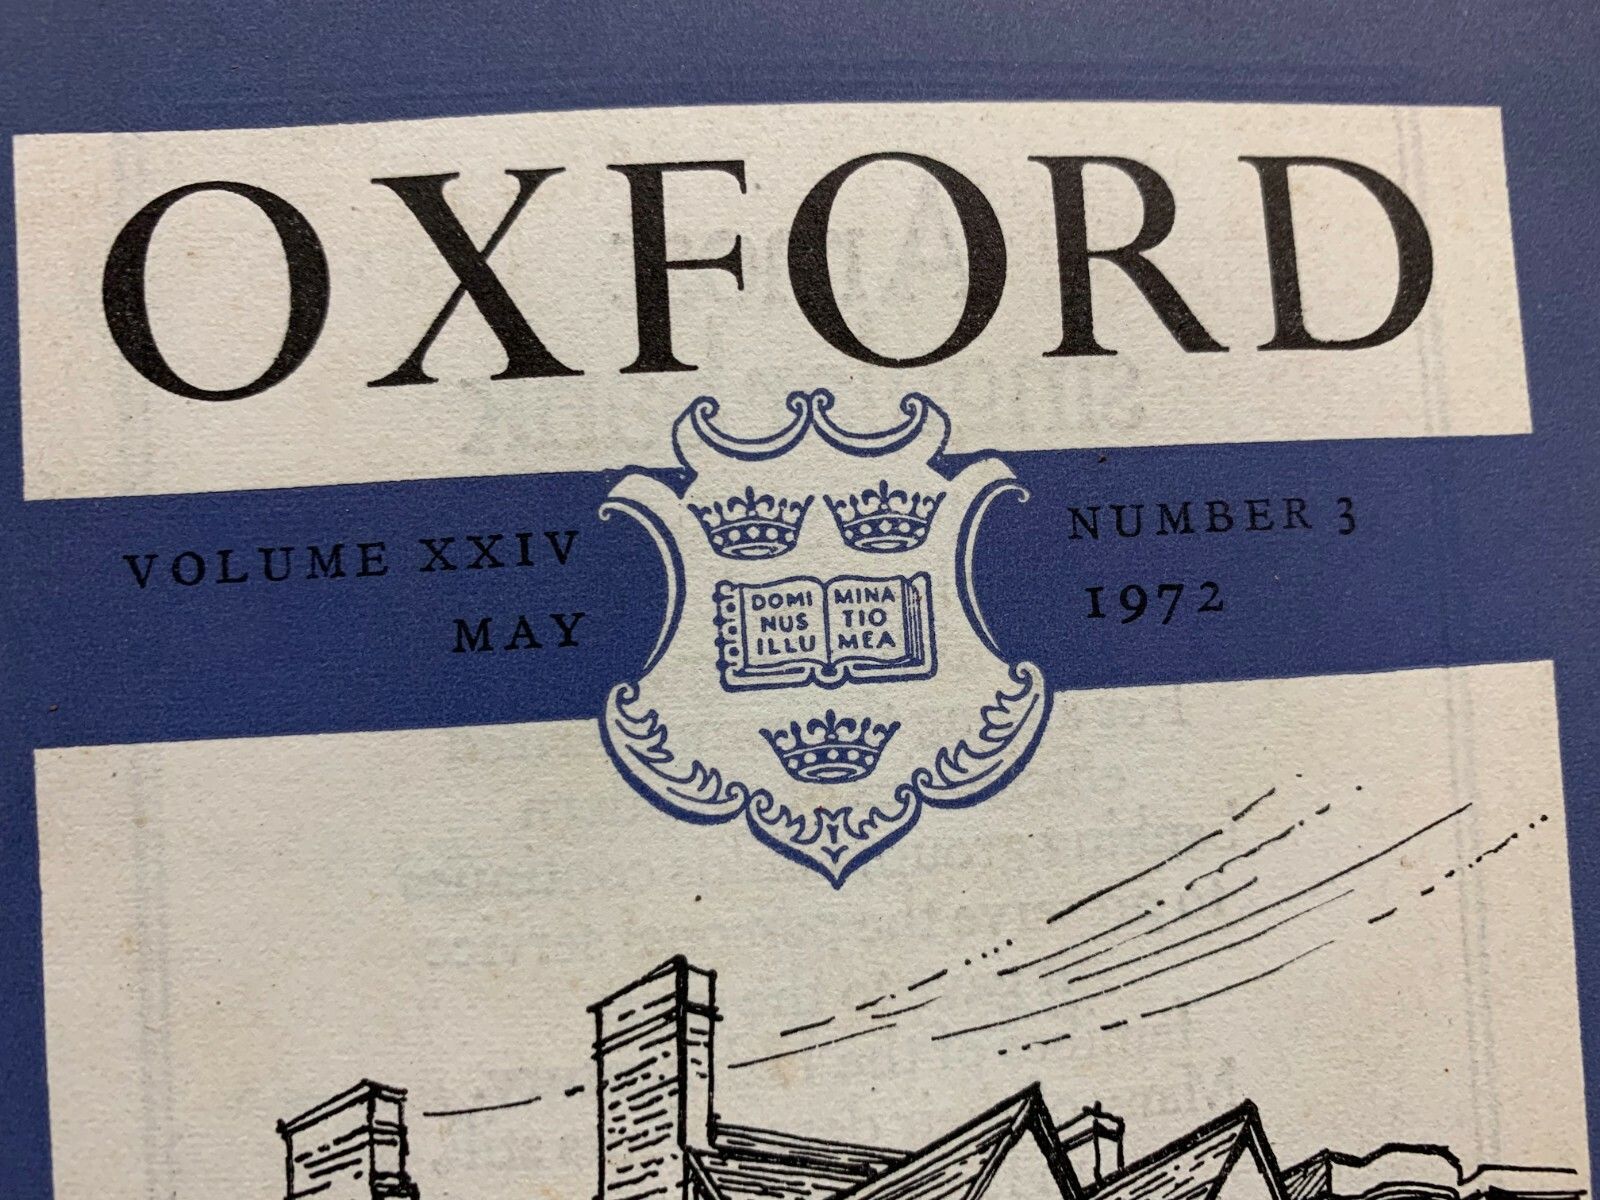 OXFORD
VOLUME XXIV
NUMBER 3
MAY
1972
DOMI MINA
NUS TIO
ILLU MEA